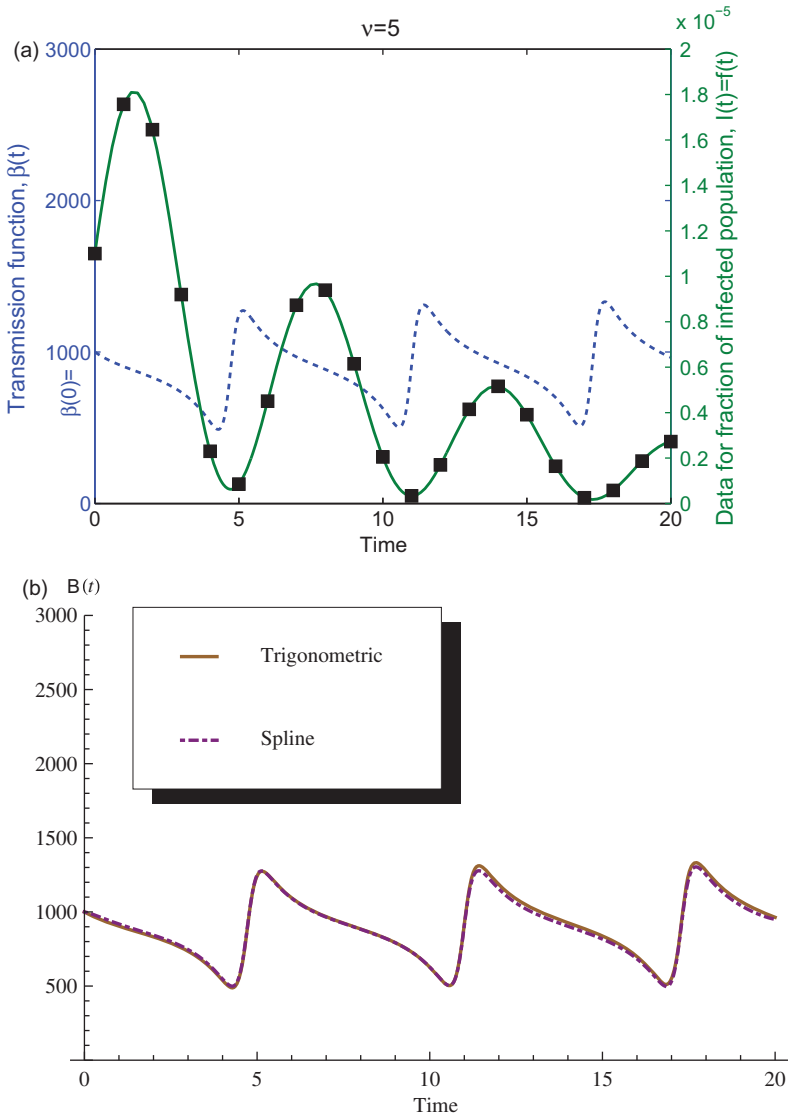 ν=5
(a)
× 10⁻⁵
3000
2000
1000
0
Transmission function, β(t)
β(0)=
2
1.8
1.6
1.4
1.2
1
0.8
0.6
0.4
0.2
0
Data for fraction of infected population, I(t)=f(t)
0 5 10 15 20
Time
(b) B(t)
3000
2500
2000
1500
1000
500
Trigonometric
Spline
0 5 10 15 20
Time